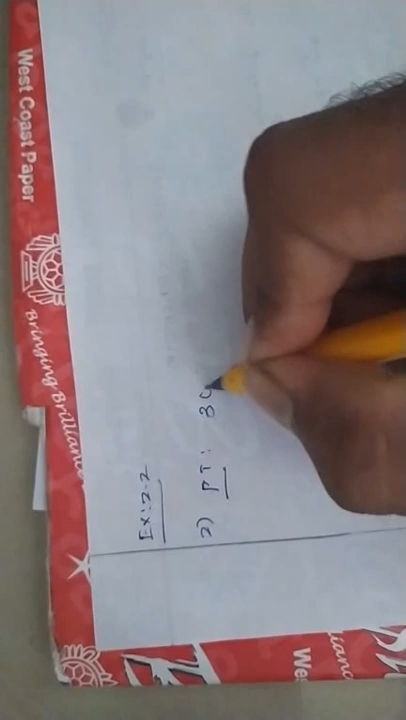 West Coast Paper
Bringing Brilliance
Ex: 2.2
2) PT: 3